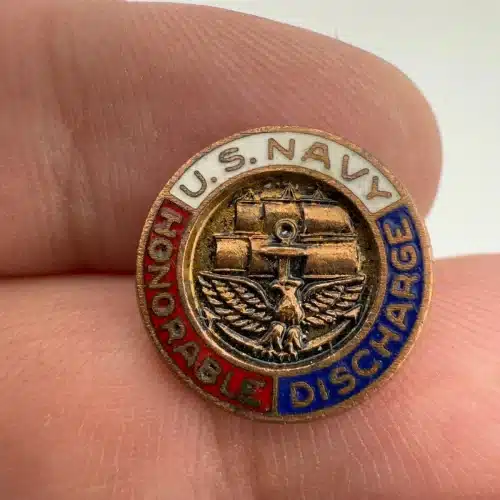 U.S. NAVY
HONORABLE
DISCHARGE